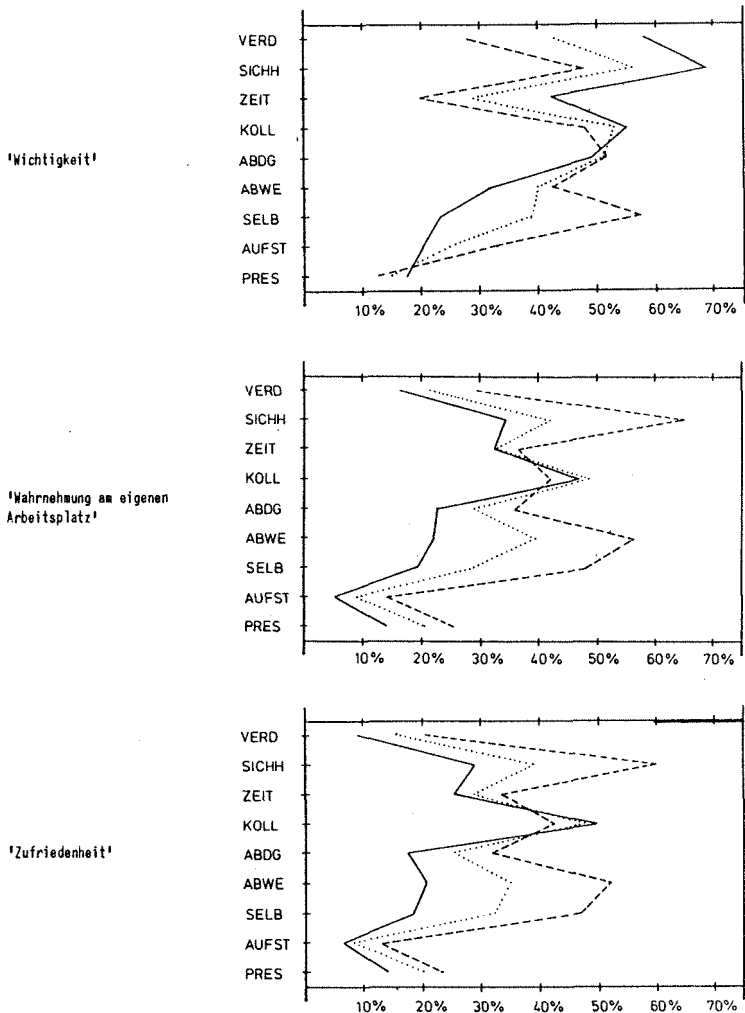 VERD
SICHH
ZEIT
KOLL
'Wichtigkeit'
ABDG
ABWE
SELB
AUFST
PRES
10% 20% 30% 40% 50% 60% 70%
VERD
SICHH
ZEIT
KOLL
'Wahrnehmung am eigenen
Arbeitsplatz'
ABDG
ABWE
SELB
AUFST
PRES
10% 20% 30% 40% 50% 60% 70%
VERD
SICHH
ZEIT
KOLL
'Zufriedenheit'
ABDG
ABWE
SELB
AUFST
PRES
10% 20% 30% 40% 50% 60% 70%